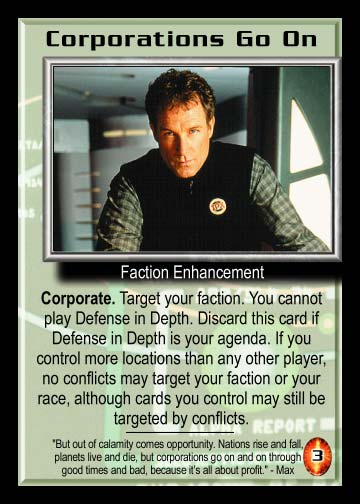 Corporations Go On
Faction Enhancement
Corporate. Target your faction. You cannot
play Defense in Depth. Discard this card if
Defense in Depth is your agenda. If you
control more locations than any other player,
no conflicts may target your faction or your
race, although cards you control may still be
targeted by conflicts.
"But out of calamity comes opportunity. Nations rise and fall,
planets live and die, but corporations go on and on through
good times and bad, because it's all about profit." - Max
3